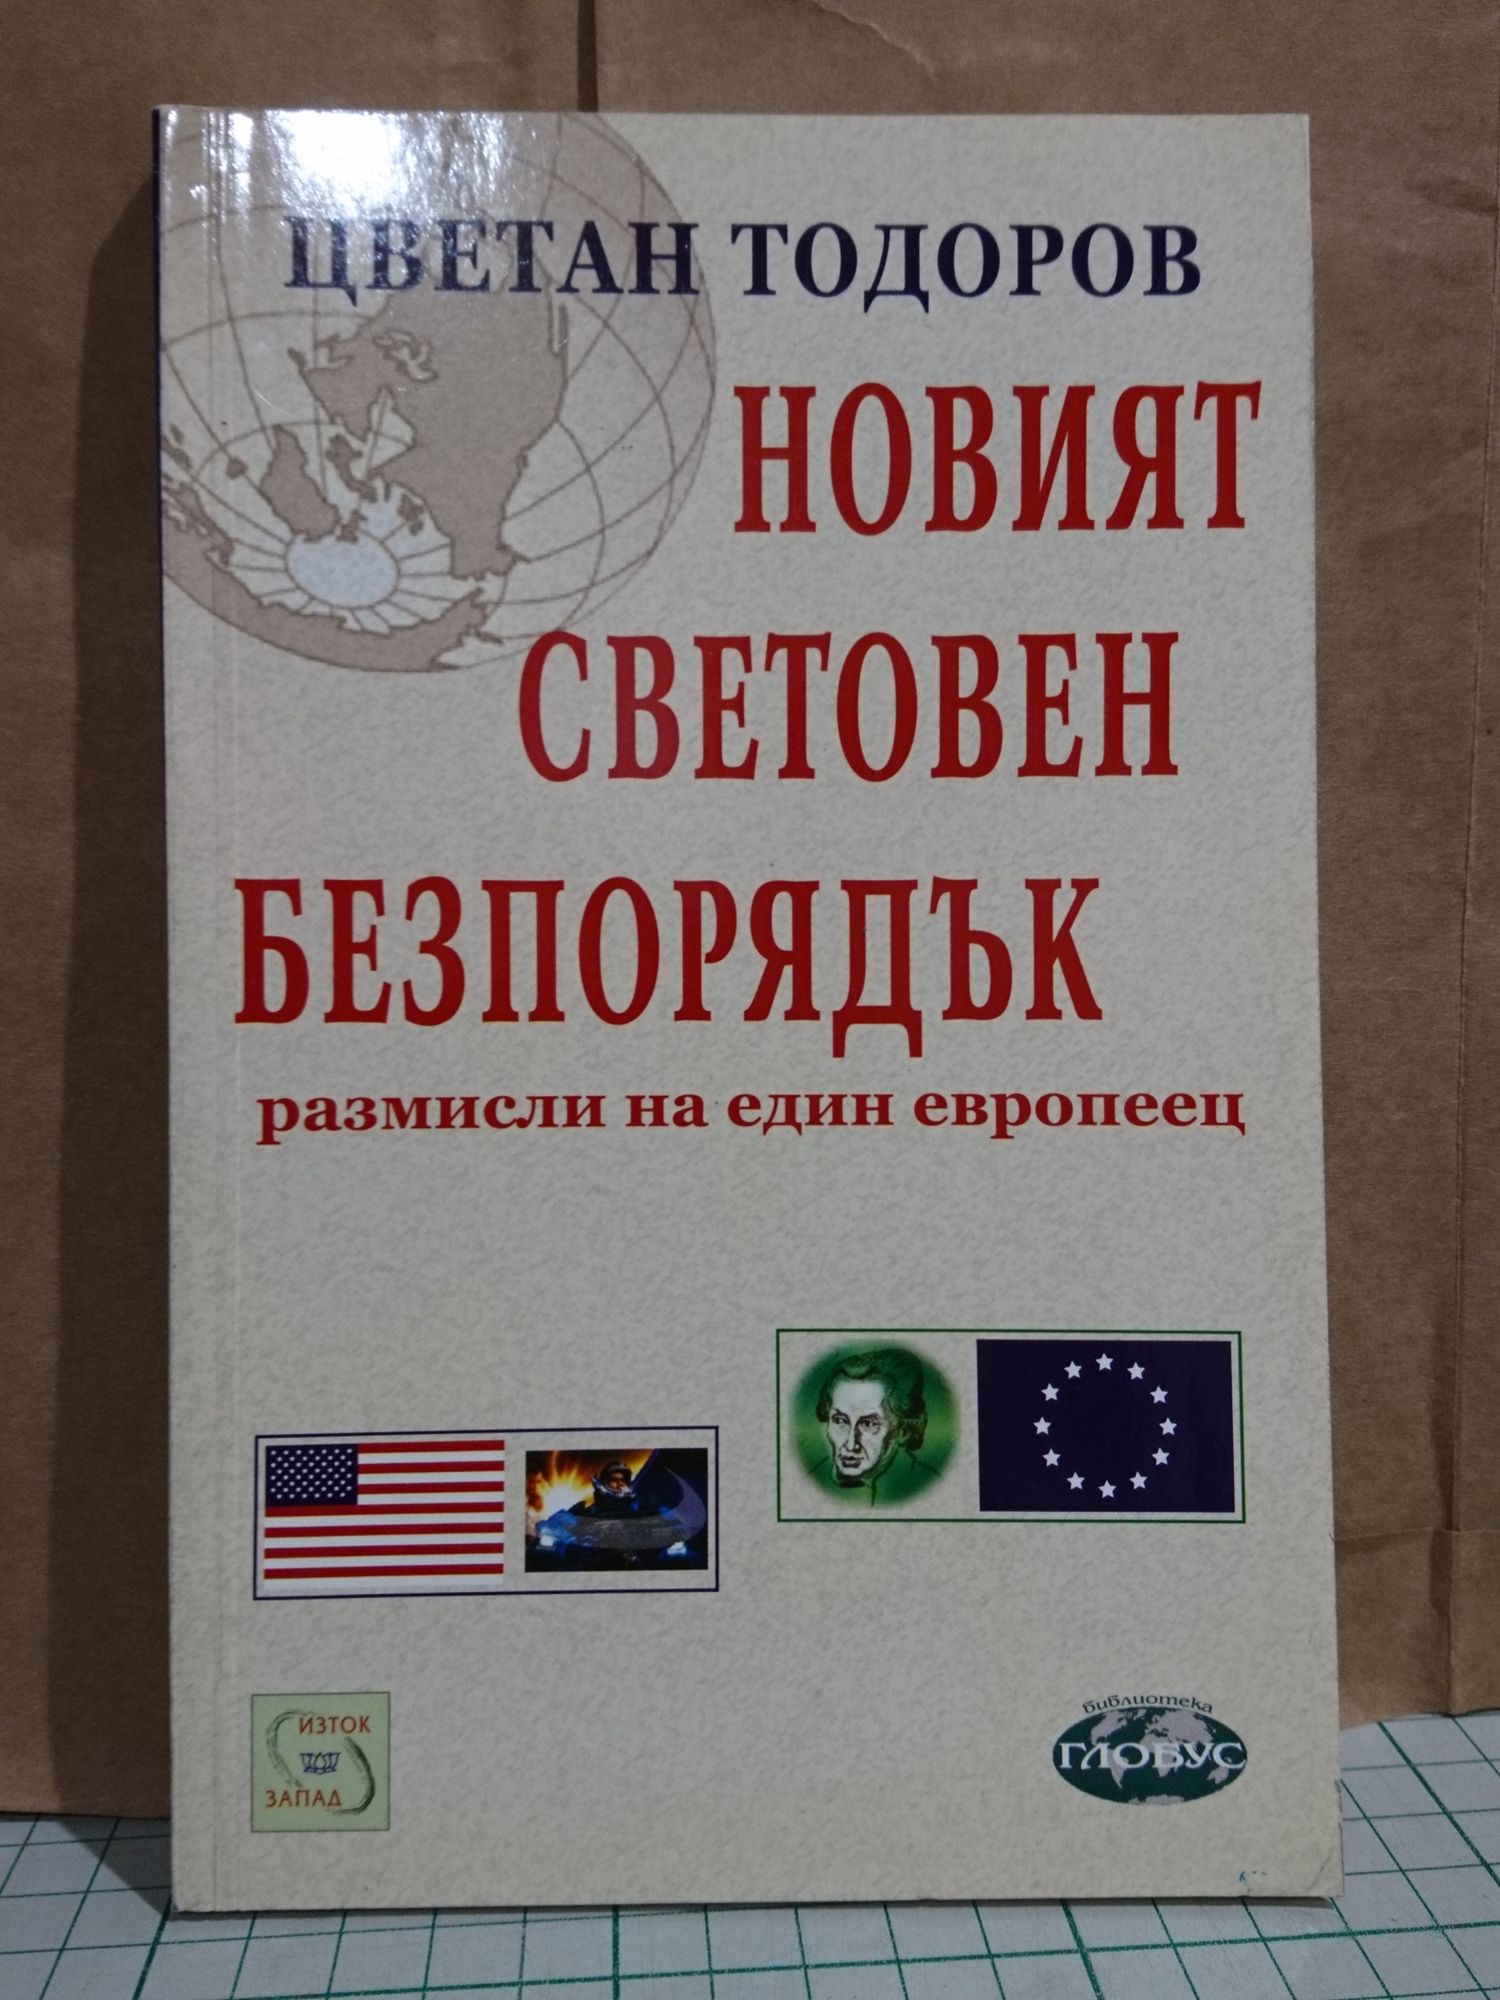 ЦВЕТАН ТОДОРОВ
НОВИЯТ
СВЕТОВЕН
БЕЗПОРЯДЪК
размисли на един европеец
ИЗТОК
ЗАПАД
библиотека
ГЛОБУС